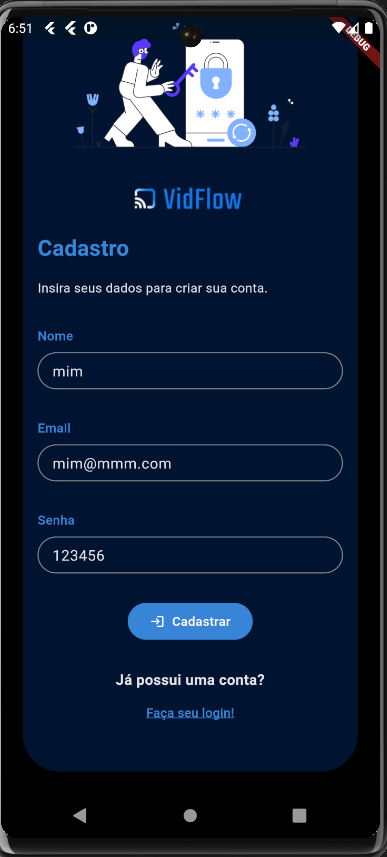 6:51
DEBUG
VidFlow
Cadastro
Insira seus dados para criar sua conta.
Nome
mim
Email
mim@mmm.com
Senha
123456
Cadastrar
Já possui uma conta?
Faça seu login!